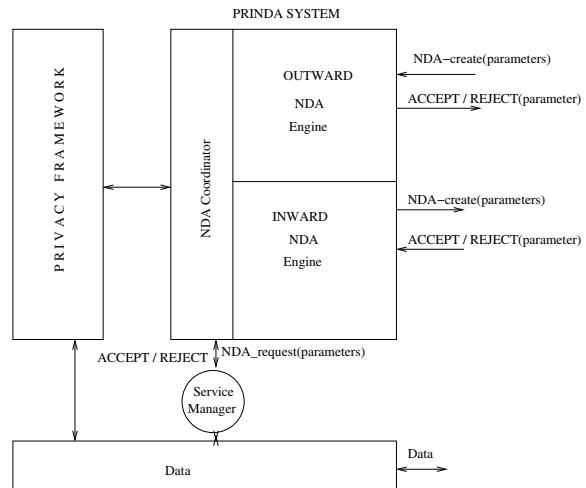 PRINDA SYSTEM
PRIVACY FRAMEWORK
NDA Coordinator
OUTWARD
NDA
Engine
NDA−create(parameters)
ACCEPT / REJECT(parameter)
INWARD
NDA
Engine
NDA−create(parameters)
ACCEPT / REJECT(parameter)
ACCEPT / REJECT
NDA_request(parameters)
Service
Manager
Data
Data